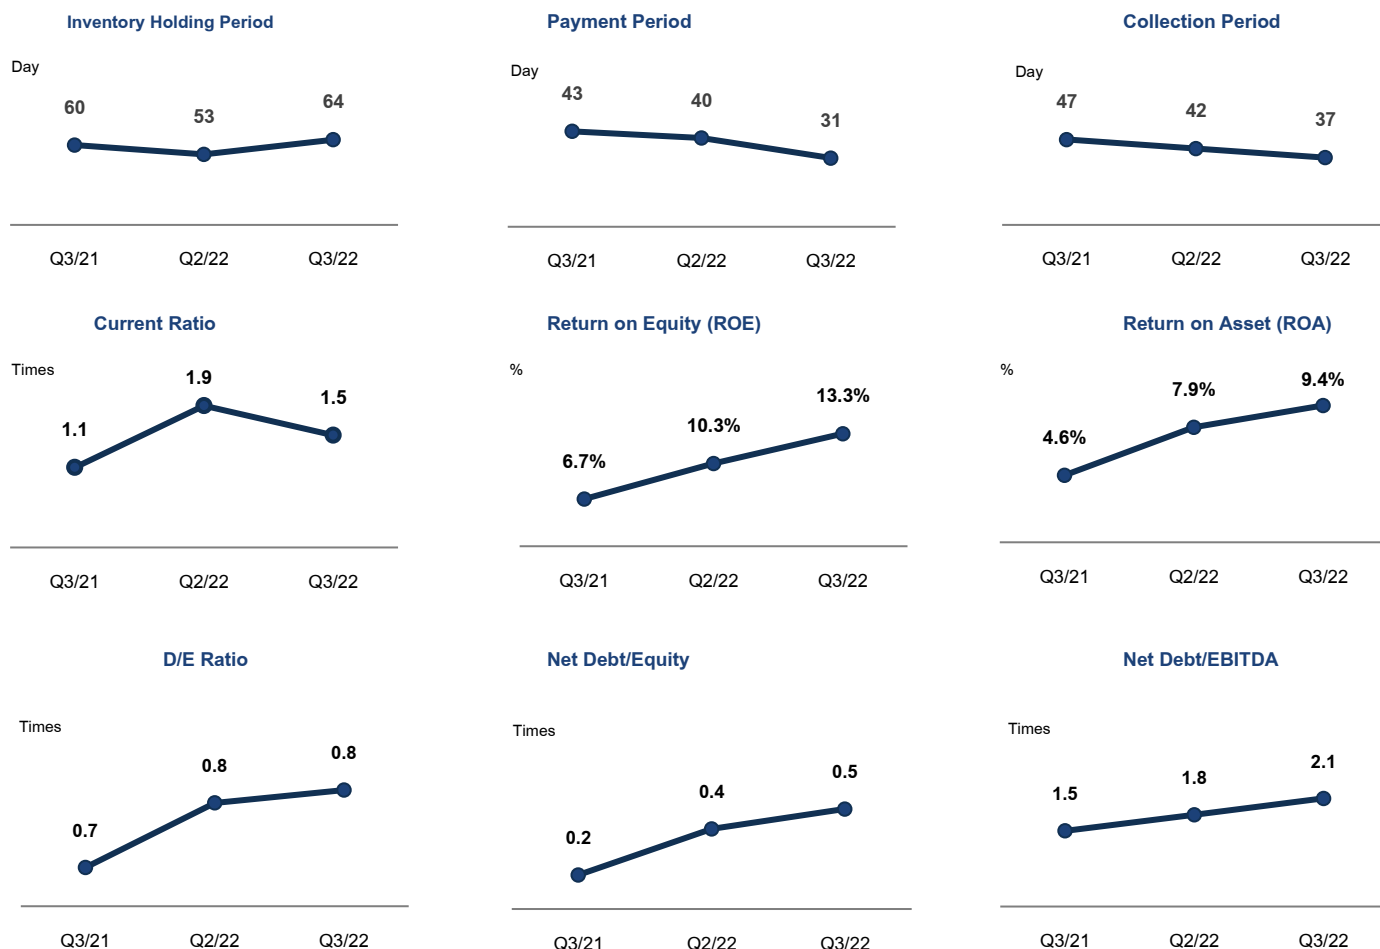 Inventory Holding Period
Day
60
53
64
Q3/21 Q2/22 Q3/22
Payment Period
Day
43
40
31
Q3/21 Q2/22 Q3/22
Collection Period
Day
47
42
37
Q3/21 Q2/22 Q3/22
Current Ratio
Times
1.1
1.9
1.5
Q3/21 Q2/22 Q3/22
Return on Equity (ROE)
%
6.7%
10.3%
13.3%
Q3/21 Q2/22 Q3/22
Return on Asset (ROA)
%
4.6%
7.9%
9.4%
Q3/21 Q2/22 Q3/22
D/E Ratio
Times
0.7
0.8
0.8
Q3/21 Q2/22 Q3/22
Net Debt/Equity
Times
0.2
0.4
0.5
Q3/21 Q2/22 Q3/22
Net Debt/EBITDA
Times
1.5
1.8
2.1
Q3/21 Q2/22 Q3/22